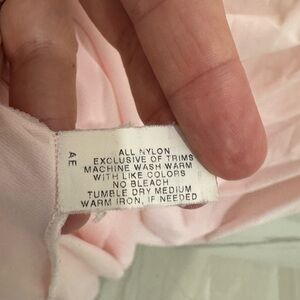 AE
ALL NYLON
EXCLUSIVE OF TRIMS
MACHINE WASH WARM
WITH LIKE COLORS
NO BLEACH
TUMBLE DRY MEDIUM
WARM IRON, IF NEEDED